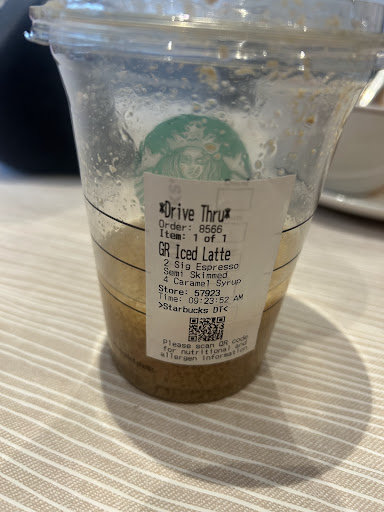 *Drive Thru*
Order: 8566
Item: 1 of 1
GR Iced Latte
2 Sig Espresso
Semi Skimmed
4 Caramel Syrup
Store: 57923
Time: 09:23:52 AM
>Starbucks DT<
Please scan QR code
for nutritional and
allergen information.